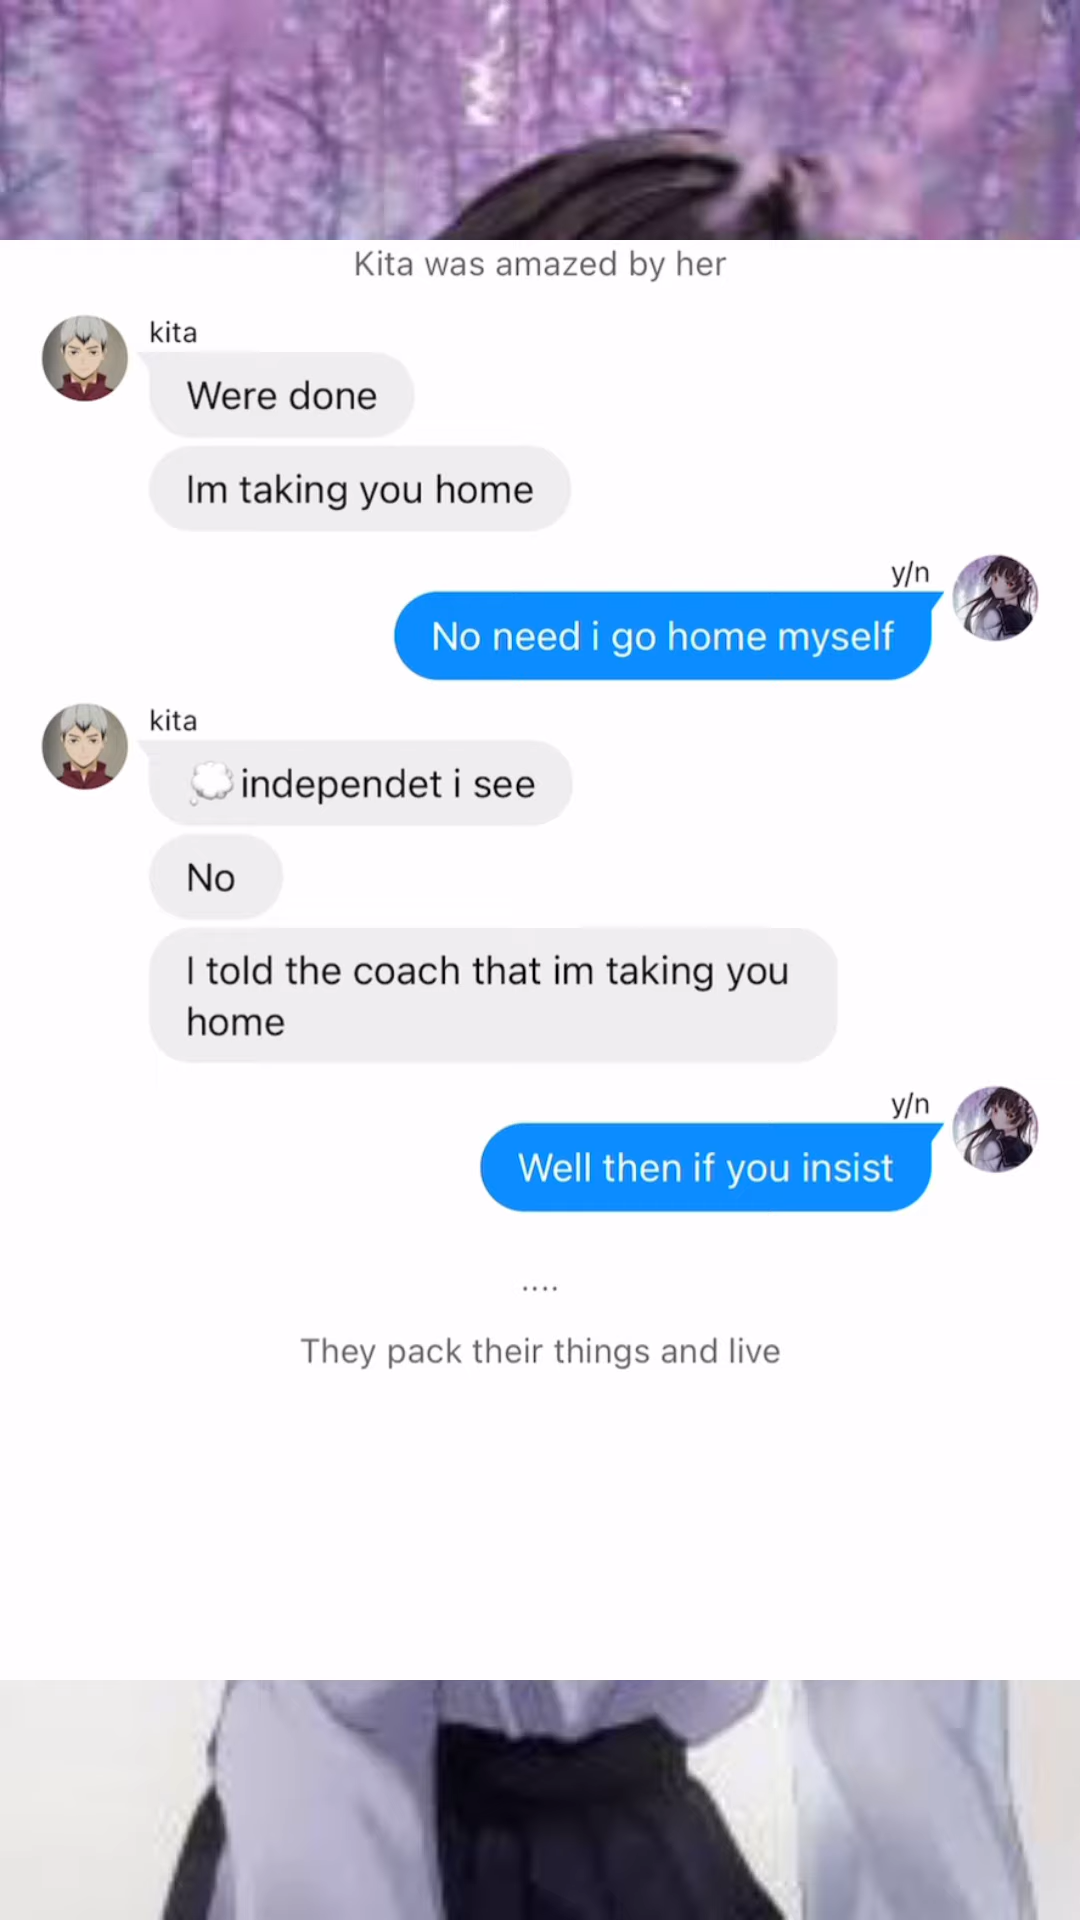 Kita was amazed by her
kita
Were done
Im taking you home
y/n
No need i go home myself
kita
💭independet i see
No
I told the coach that im taking you
home
y/n
Well then if you insist
....
They pack their things and live